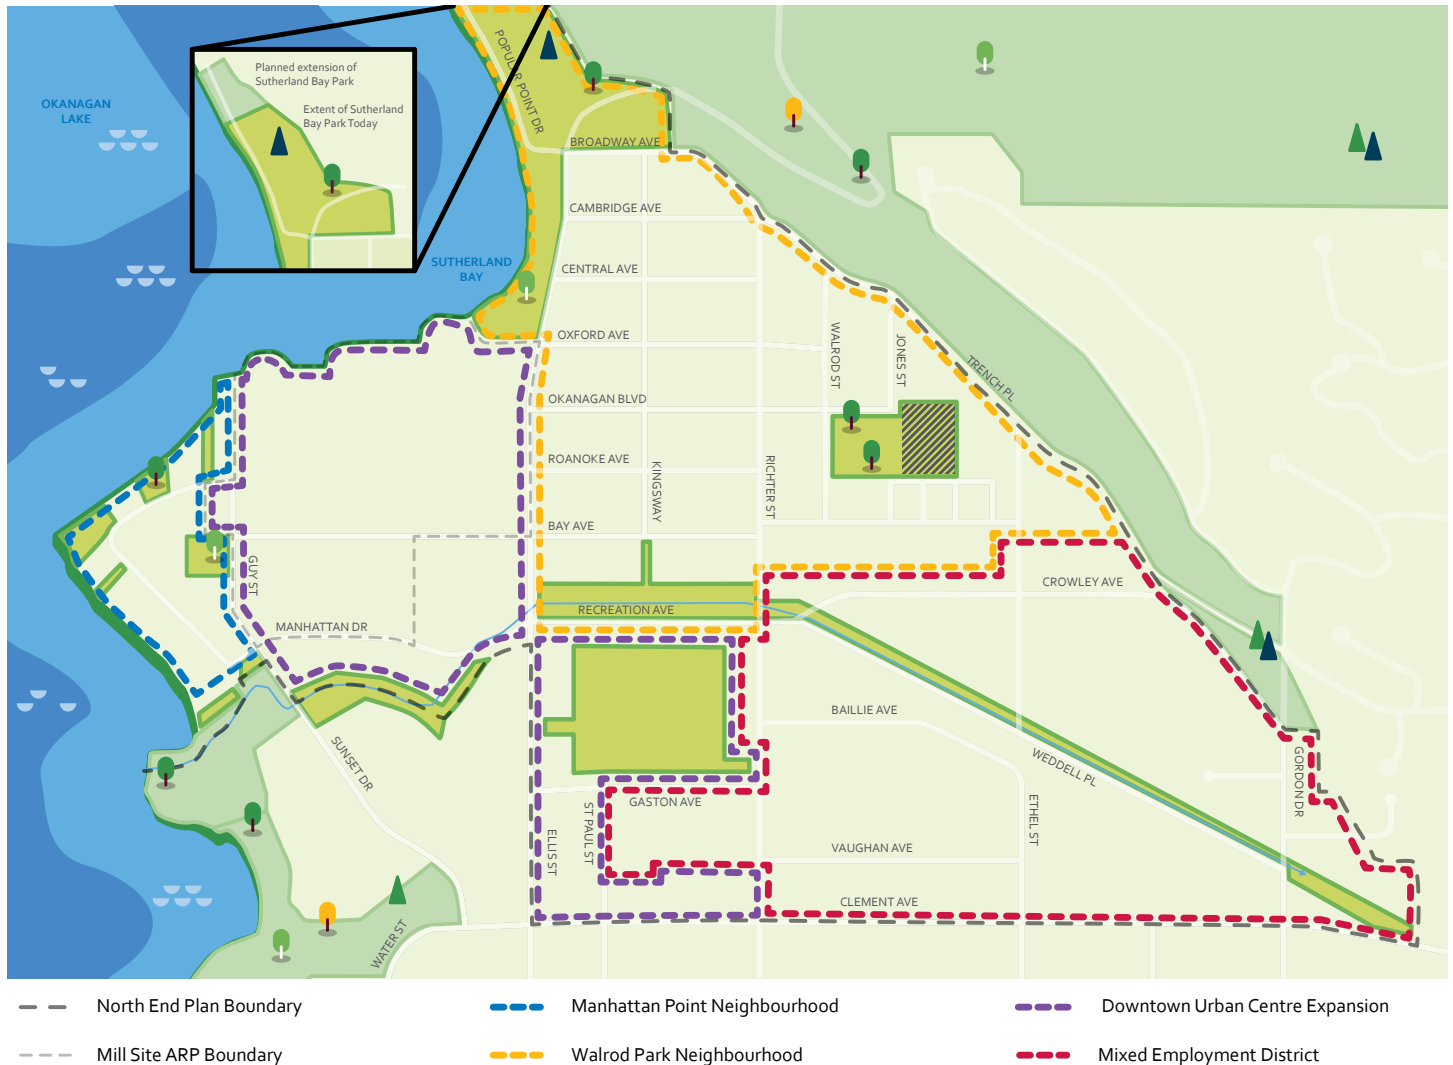 Planned extension of
Sutherland Bay Park
Extent of Sutherland
Bay Park Today
OKANAGAN
LAKE
SUTHERLAND
BAY
POPULAR POINT DR
BROADWAY AVE
CAMBRIDGE AVE
CENTRAL AVE
OXFORD AVE
WALROD ST
JONES ST
TRENCH PL
OKANAGAN BLVD
ROANOKE AVE
KINGSWAY
RICHTER ST
BAY AVE
GUY ST
CROWLEY AVE
RECREATION AVE
MANHATTAN DR
BAILLIE AVE
SUNSET DR
WEDDELL PL
GORDON DR
GASTON AVE
ELLIS ST
ST PAUL ST
ETHEL ST
VAUGHAN AVE
CLEMENT AVE
WATER ST
North End Plan Boundary
Manhattan Point Neighbourhood
Downtown Urban Centre Expansion
Mill Site ARP Boundary
Walrod Park Neighbourhood
Mixed Employment District